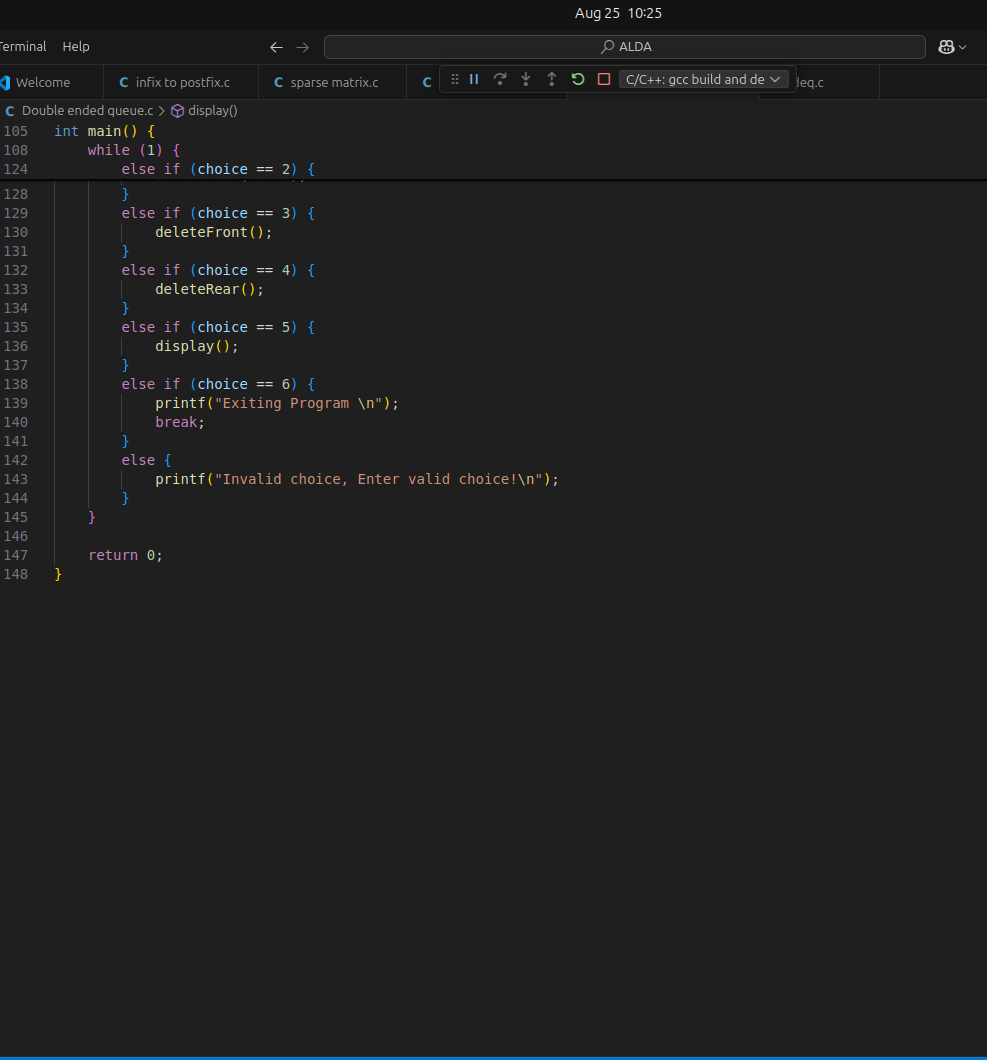 Aug 25 10:25
Terminal Help ALDA
Welcome infix to postfix.c sparse matrix.c C/C++: gcc build and de
Double ended queue.c > display()
105 int main() {
108 while (1) {
124 else if (choice == 2) {
128 }
129 else if (choice == 3) {
130 deleteFront();
131 }
132 else if (choice == 4) {
133 deleteRear();
134 }
135 else if (choice == 5) {
136 display();
137 }
138 else if (choice == 6) {
139 printf("Exiting Program \n");
140 break;
141 }
142 else {
143 printf("Invalid choice, Enter valid choice!\n");
144 }
145 }
146
147 return 0;
148 }